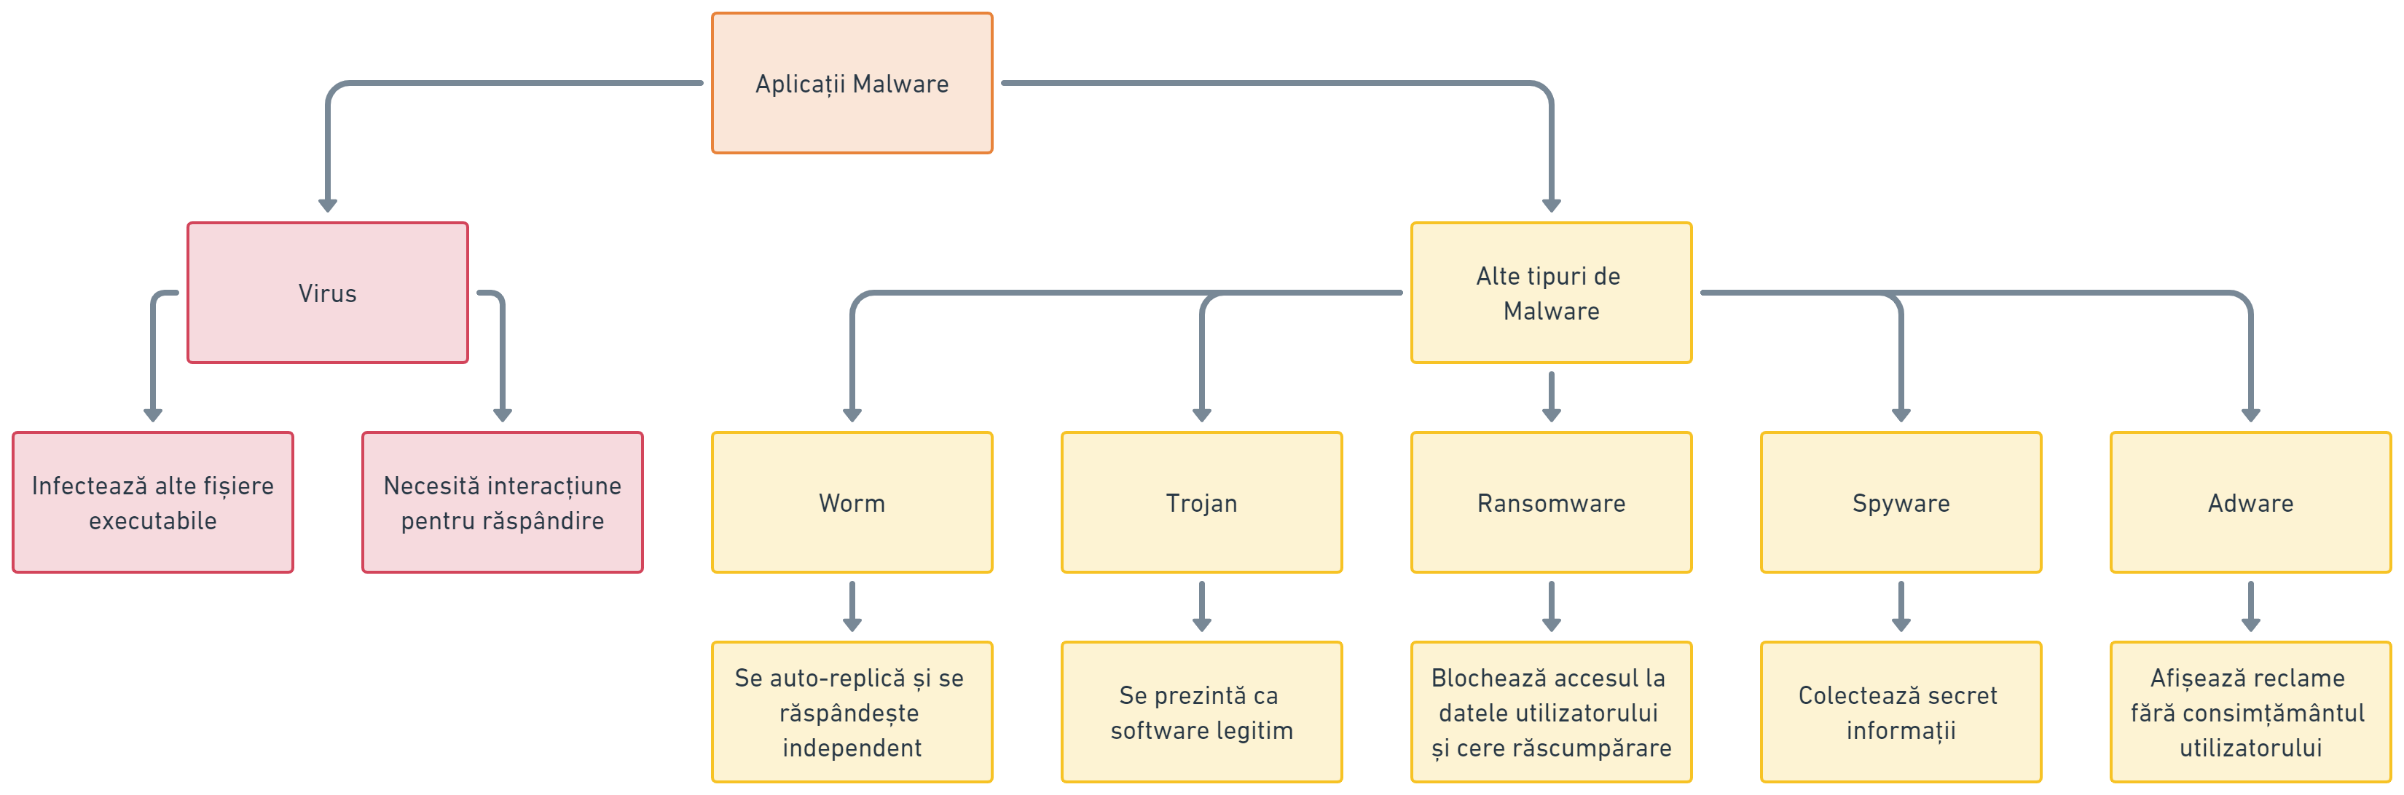 Aplicații Malware
Virus
Alte tipuri de
Malware
Infectează alte fișiere
executabile
Necesită interacțiune
pentru răspândire
Worm
Trojan
Ransomware
Spyware
Adware
Se auto-replică și se
răspândește
independent
Se prezintă ca
software legitim
Blochează accesul la
datele utilizatorului
și cere răscumpărare
Colectează secret
informații
Afișează reclame
fără consimțământul
utilizatorului